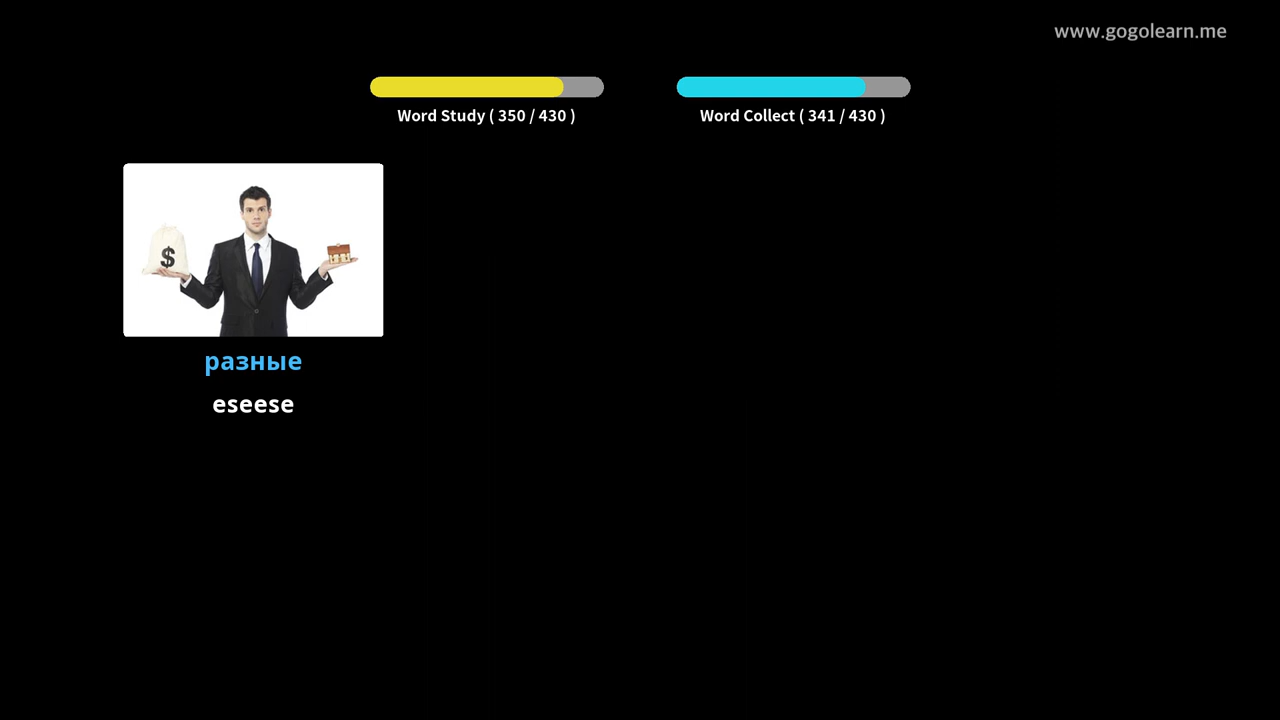 www.gogolearn.me
Word Study ( 350 / 430 )
Word Collect ( 341 / 430 )
$
разные
eseese